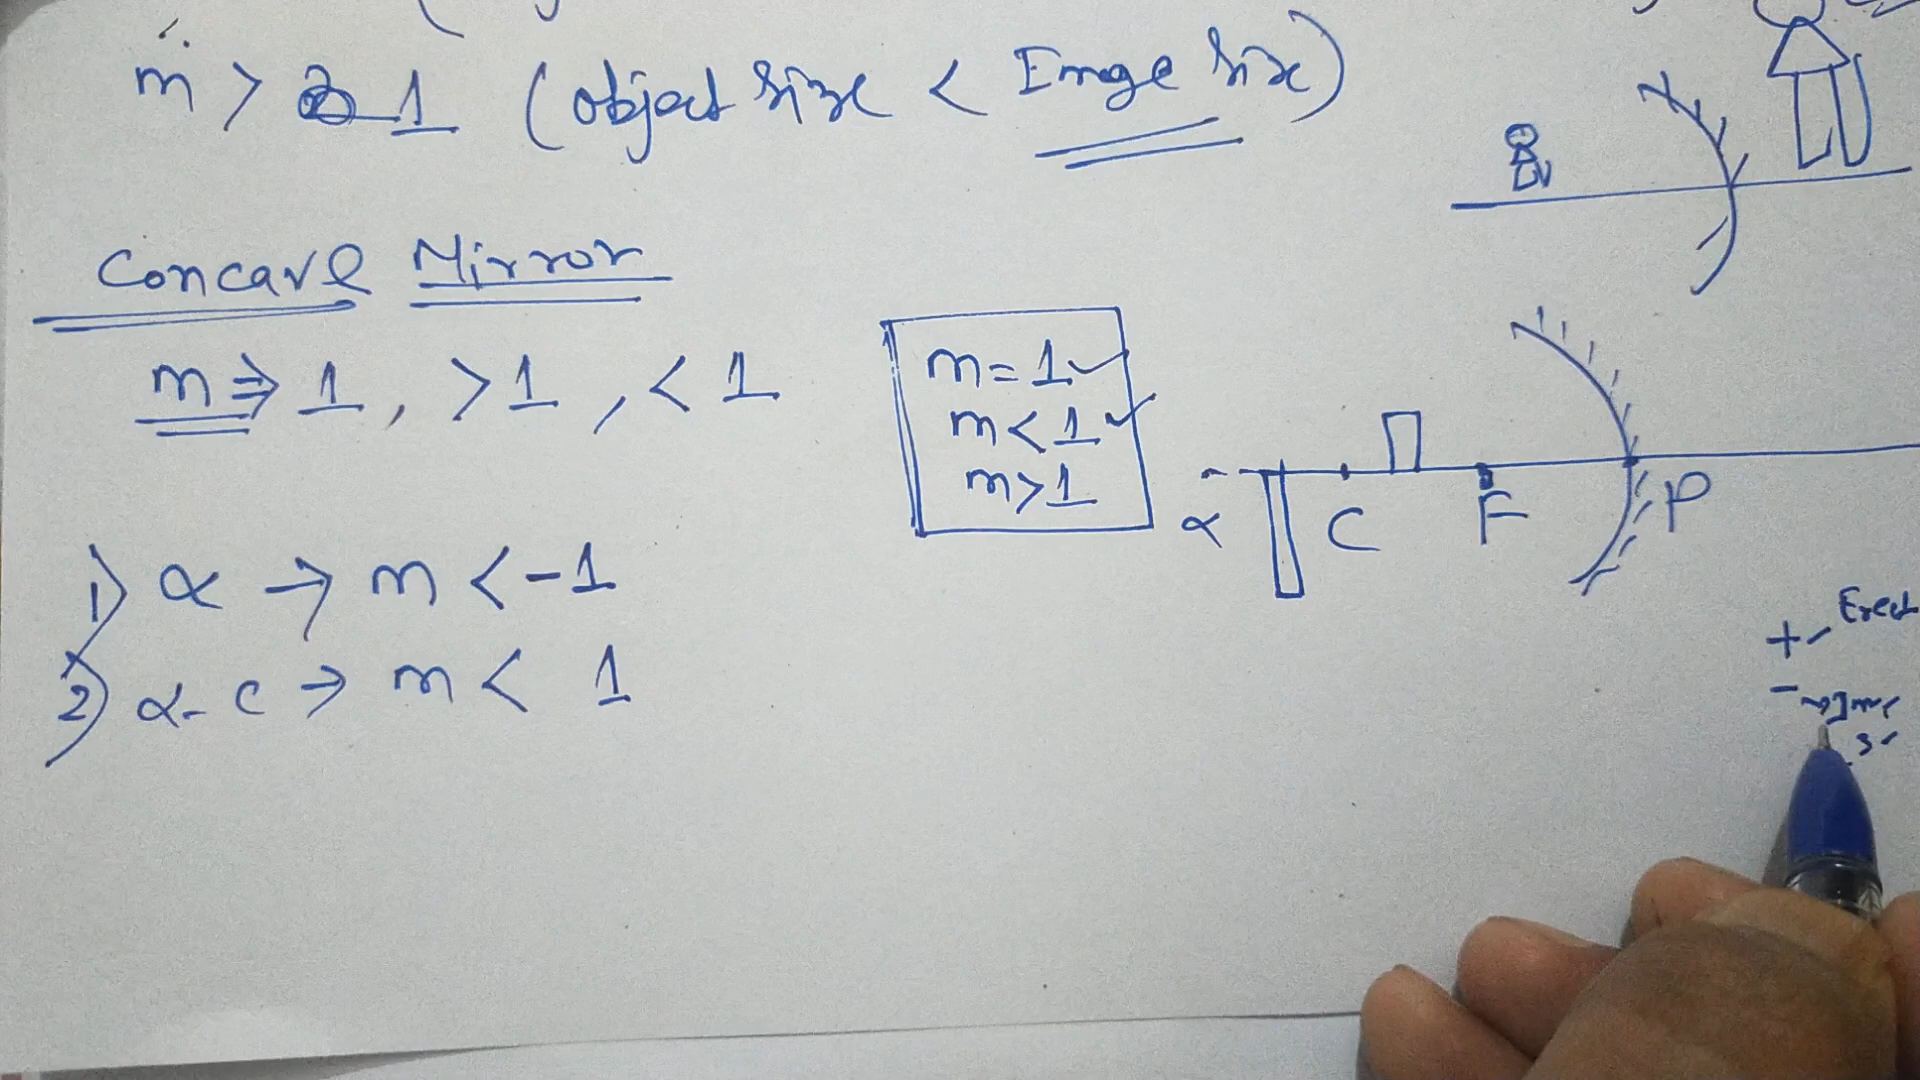 m > 1 (object size < Image size)
Concave Mirror
m ⇒ 1, > 1, < 1
m = 1 ✓
m < 1 ✓
m > 1
∝ C F P
1) ∝ → m < -1
2) ∝ - C → m < 1
+ - Erect
-